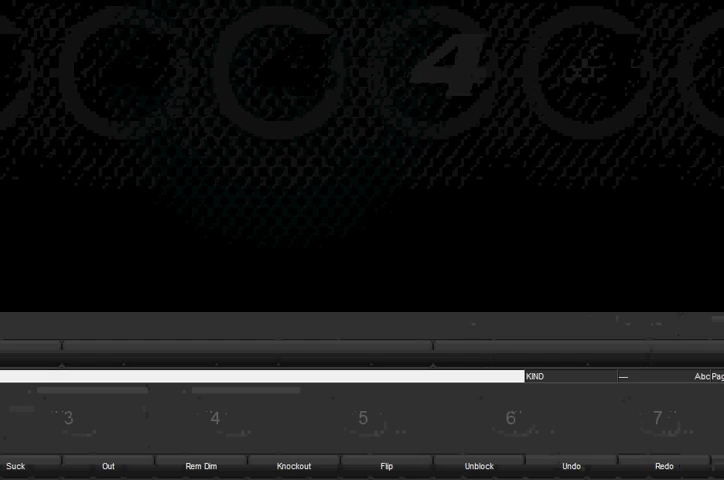 4
KIND — Abc Pag
3 4 5 6 7
Suck Out Rem Dim Knockout Flip Unblock Undo Redo